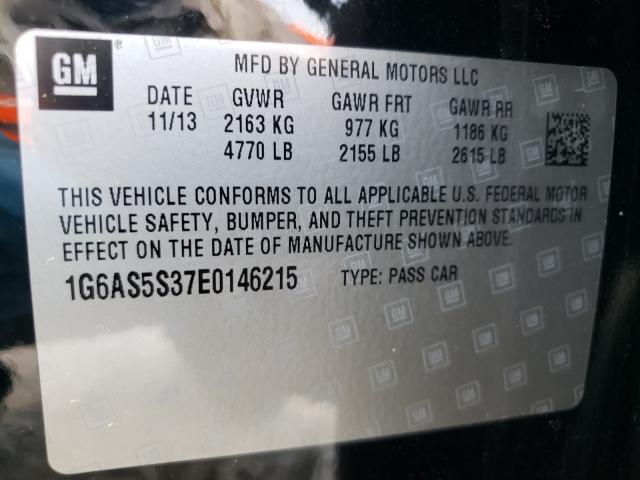 GM
®
MFD BY GENERAL MOTORS LLC
DATE GVWR GAWR FRT GAWR RR
11/13 2163 KG 977 KG 1186 KG
4770 LB 2155 LB 2615 LB
THIS VEHICLE CONFORMS TO ALL APPLICABLE U.S. FEDERAL MOTOR
VEHICLE SAFETY, BUMPER, AND THEFT PREVENTION STANDARDS IN
EFFECT ON THE DATE OF MANUFACTURE SHOWN ABOVE.
1G6AS5S37E0146215 TYPE: PASS CAR